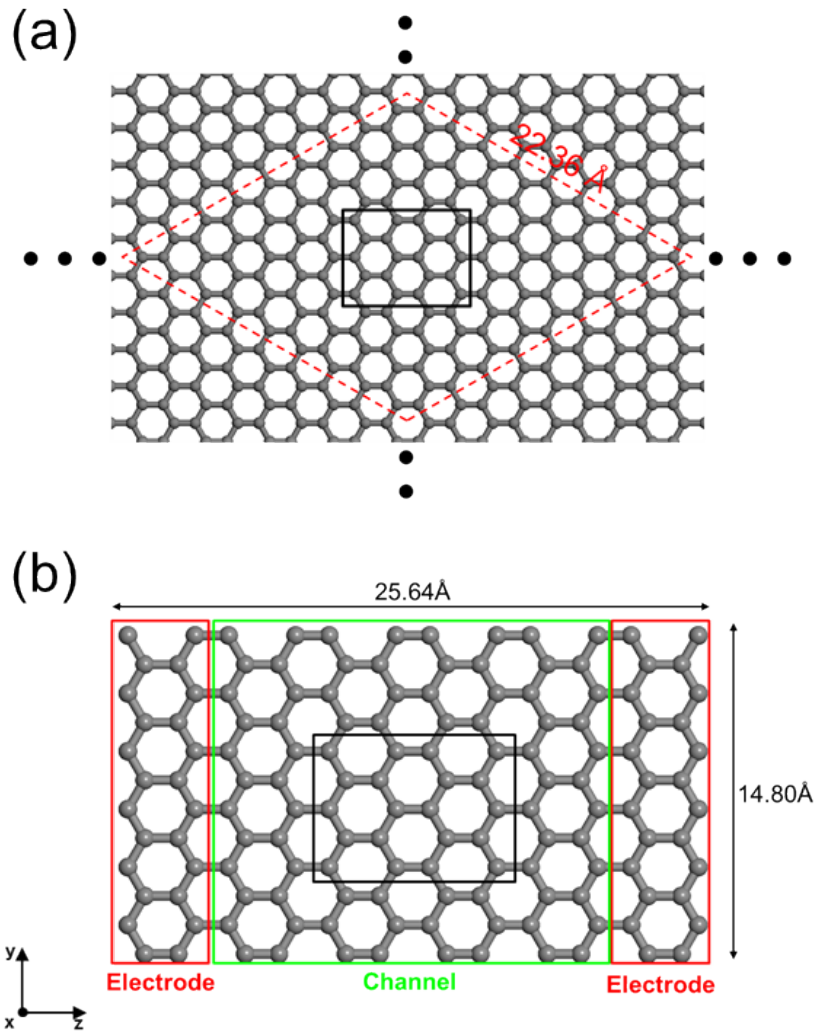 (a)
22.36 Å
(b)
25.64Å
14.80Å
Electrode
Channel
Electrode
y
x
z